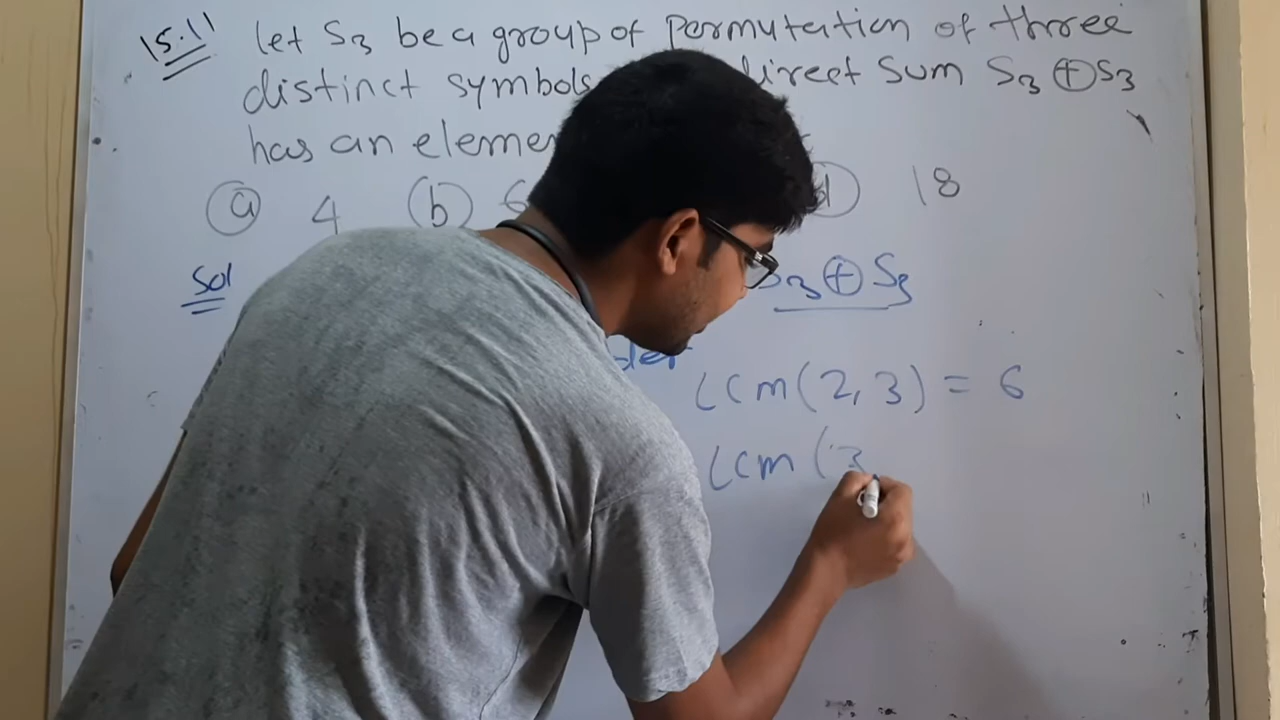 15.11 Let S3 be a group of Permutation of three
distinct symbols direct sum S3 ⊕ S3
has an
(a) 4 (b) 6 18
Sol S3 ⊕ S3
LCM(2,3) = 6
LCM (3